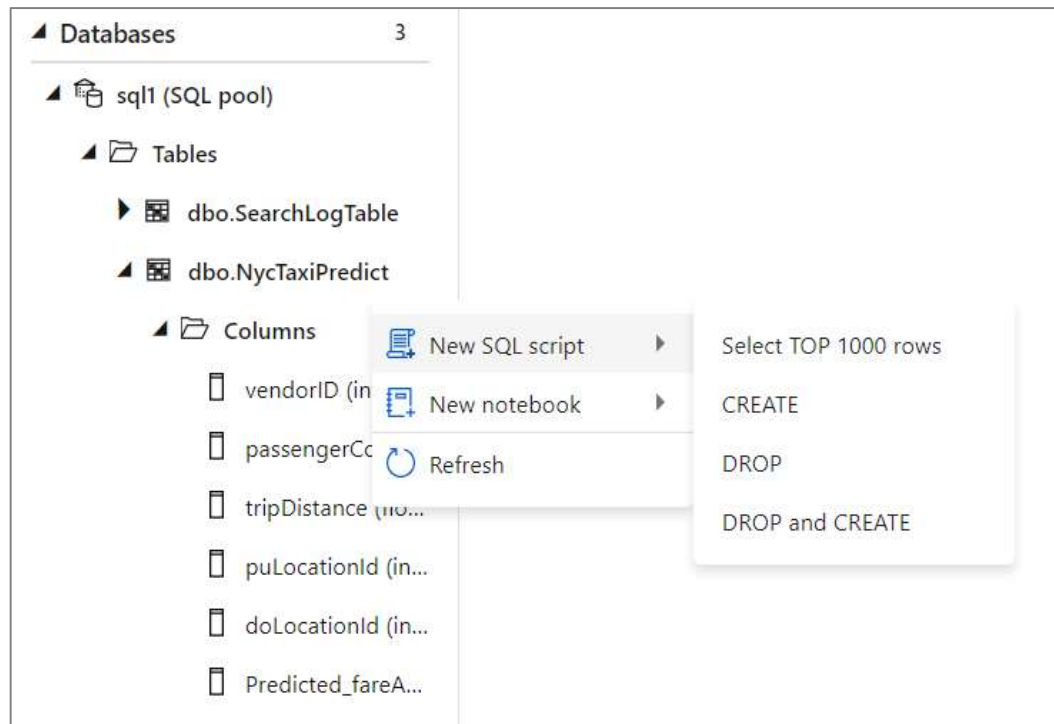 Databases 3
sql1 (SQL pool)
Tables
dbo.SearchLogTable
dbo.NycTaxiPredict
Columns
New SQL script Select TOP 1000 rows
vendorID (in
New notebook CREATE
passengerCo
Refresh DROP
tripDistance (flo...
DROP and CREATE
puLocationId (in...
doLocationId (in...
Predicted_fareA...